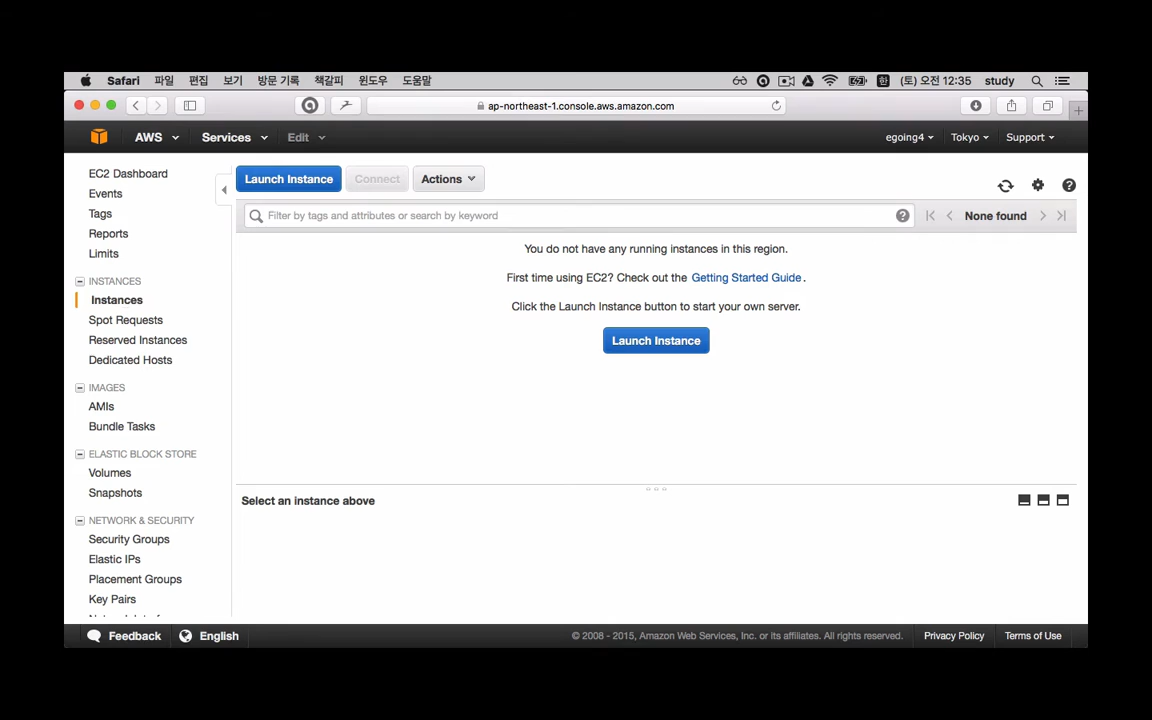 Safari 파일 편집 보기 방문 기록 책갈피 윈도우 도움말 한 (토) 오전 12:35 study
ap-northeast-1.console.aws.amazon.com
AWS Services Edit egoing4 Tokyo Support
EC2 Dashboard
Events
Tags
Reports
Limits
INSTANCES
Instances
Spot Requests
Reserved Instances
Dedicated Hosts
IMAGES
AMIs
Bundle Tasks
ELASTIC BLOCK STORE
Volumes
Snapshots
NETWORK & SECURITY
Security Groups
Elastic IPs
Placement Groups
Key Pairs
Launch Instance Connect Actions
Filter by tags and attributes or search by keyword None found
You do not have any running instances in this region.
First time using EC2? Check out the Getting Started Guide.
Click the Launch Instance button to start your own server.
Launch Instance
Select an instance above
Feedback English © 2008 - 2015, Amazon Web Services, Inc. or its affiliates. All rights reserved. Privacy Policy Terms of Use